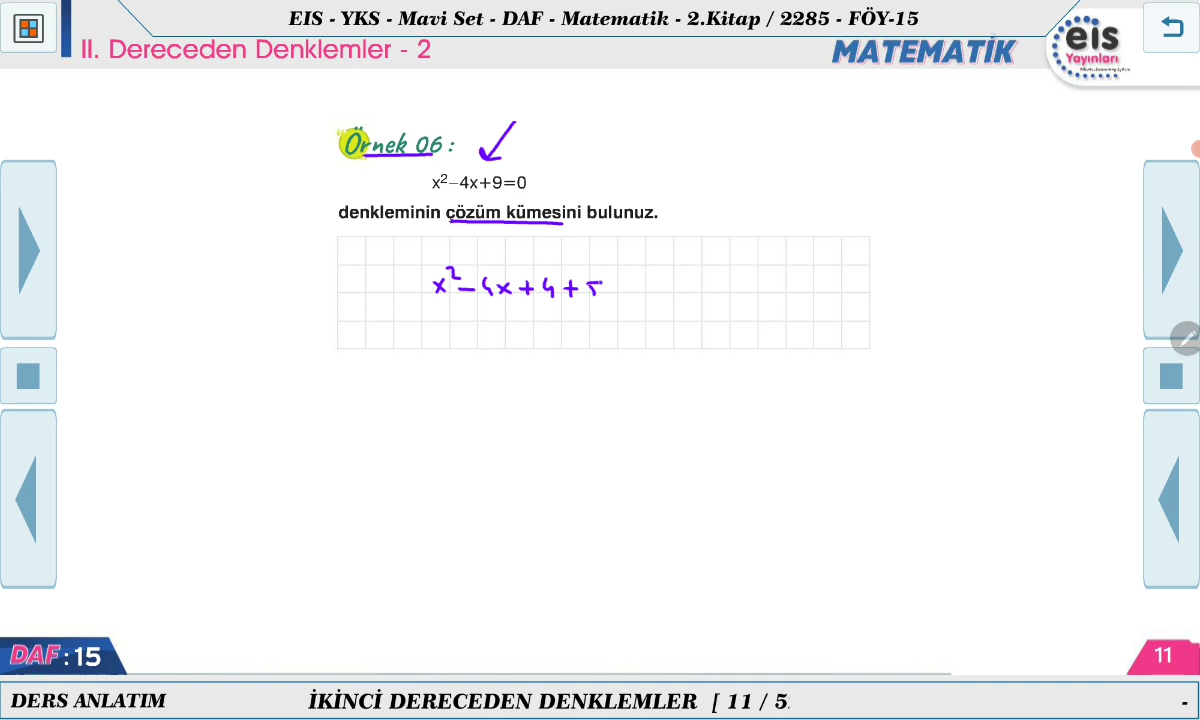 EIS - YKS - Mavi Set - DAF - Matematik - 2.Kitap / 2285 - FÖY-15
II. Dereceden Denklemler - 2
MATEMATİK
eis
Yayınları
Örnek 06 :
x²−4x+9=0
denkleminin çözüm kümesini bulunuz.
x² − 4x + 4 + 5
DAF : 15
11
DERS ANLATIM
İKİNCİ DERECEDEN DENKLEMLER [ 11 / 5
-